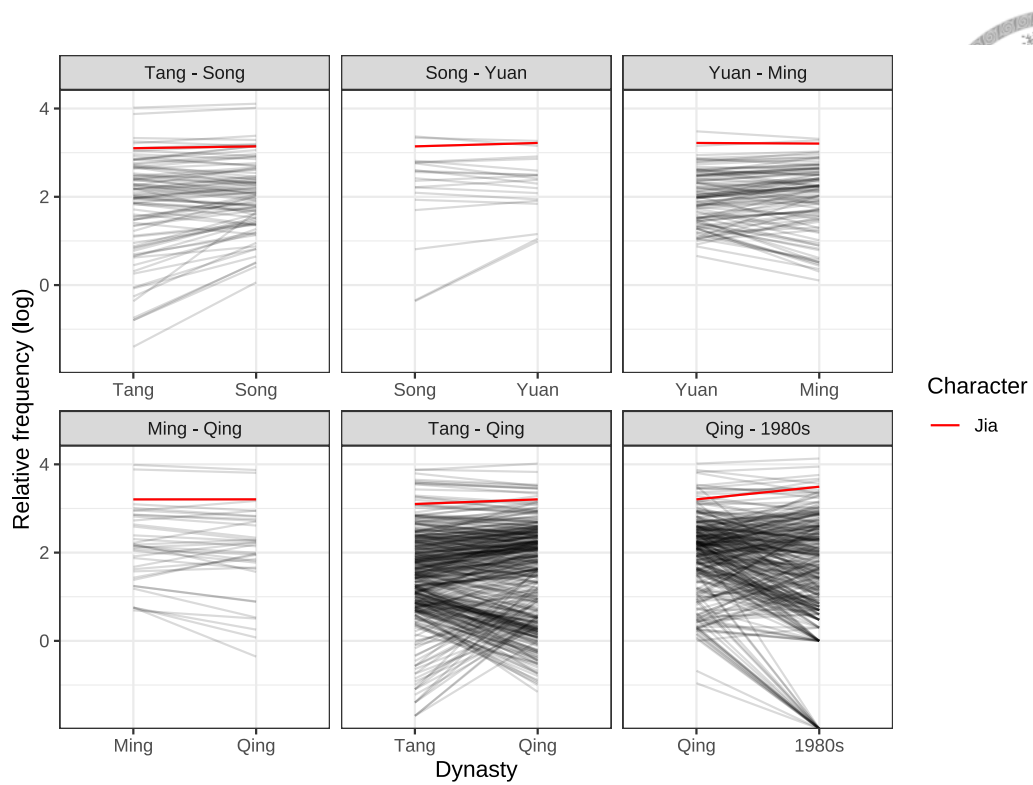 Tang - Song
Song - Yuan
Yuan - Ming
4
2
0
Tang
Song
Song
Yuan
Yuan
Ming
Ming - Qing
Tang - Qing
Qing - 1980s
4
2
0
Ming
Qing
Tang
Qing
Qing
1980s
Dynasty
Relative frequency (log)
Character
Jia